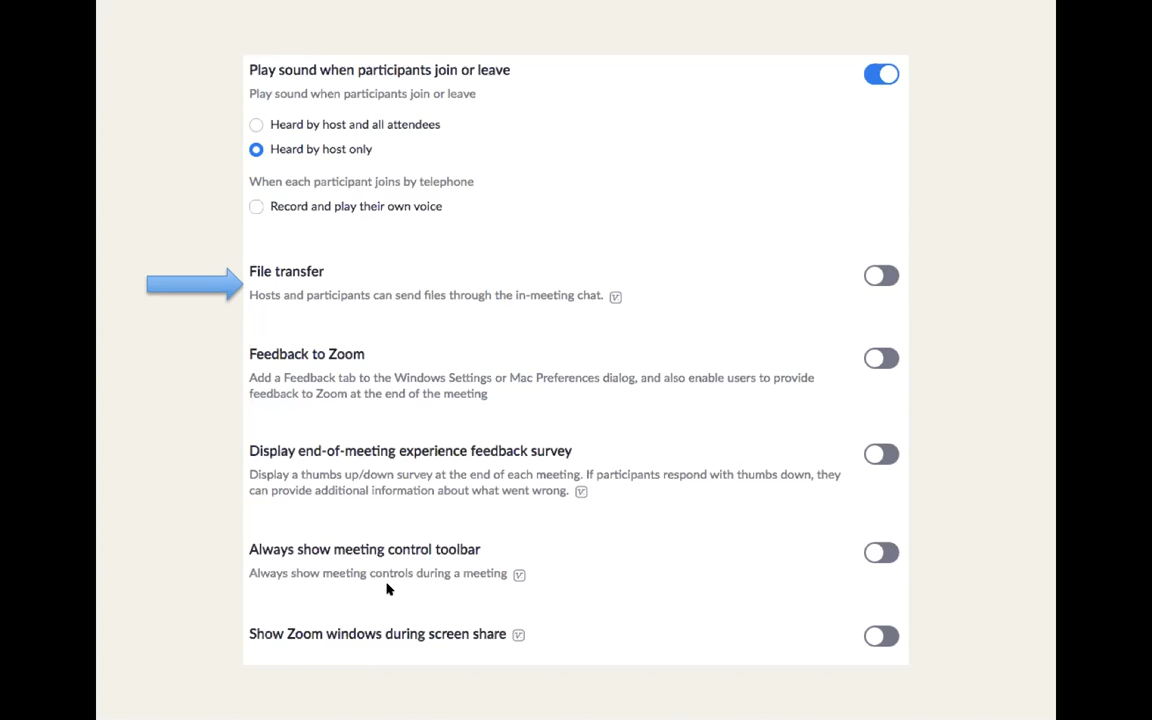 Play sound when participants join or leave
Play sound when participants join or leave
Heard by host and all attendees
Heard by host only
When each participant joins by telephone
Record and play their own voice
File transfer
Hosts and participants can send files through the in-meeting chat.
Feedback to Zoom
Add a Feedback tab to the Windows Settings or Mac Preferences dialog, and also enable users to provide
feedback to Zoom at the end of the meeting
Display end-of-meeting experience feedback survey
Display a thumbs up/down survey at the end of each meeting. If participants respond with thumbs down, they
can provide additional information about what went wrong.
Always show meeting control toolbar
Always show meeting controls during a meeting
Show Zoom windows during screen share